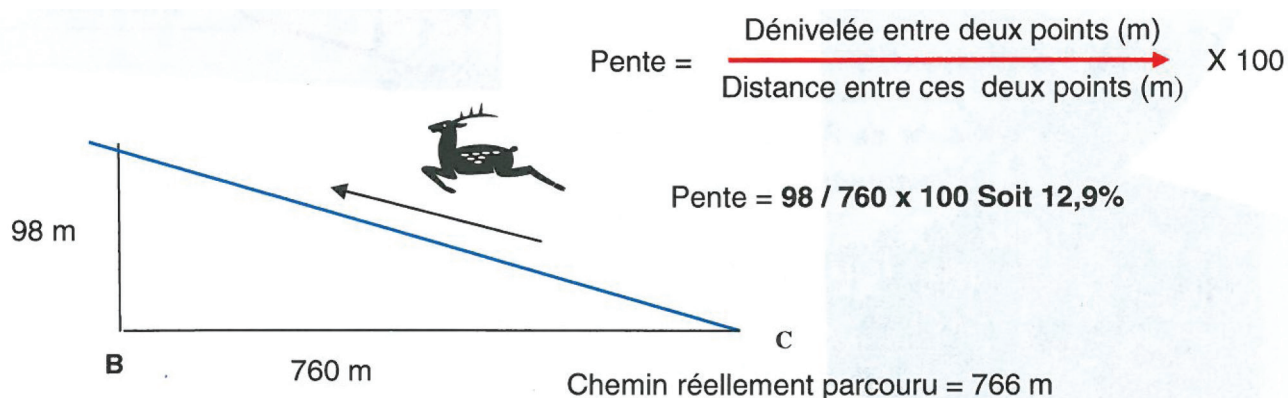 Dénivelée entre deux points (m)
Pente = X 100
Distance entre ces deux points (m)
Pente = 98 / 760 x 100 Soit 12,9%
98 m
B
760 m
C
Chemin réellement parcouru = 766 m